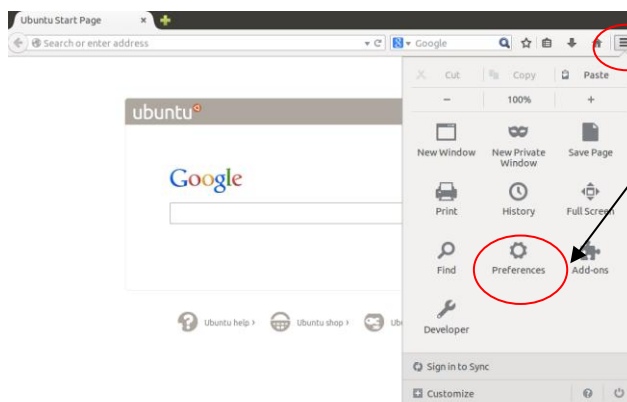 Ubuntu Start Page
Search or enter address
Google
Cut Copy Paste
100%
ubuntu
New Window New Private Window Save Page
Google
Print History Full Screen
Find Preferences Add-ons
Ubuntu help Ubuntu shop Ub
Developer
Sign in to Sync
Customize